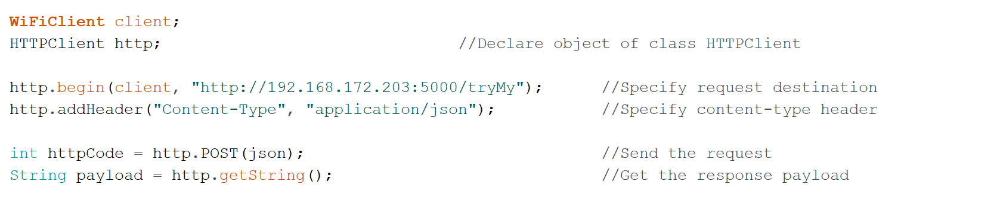 WiFiClient client;
HTTPClient http; //Declare object of class HTTPClient
http.begin(client, "http://192.168.172.203:5000/tryMy"); //Specify request destination
http.addHeader("Content-Type", "application/json"); //Specify content-type header
int httpCode = http.POST(json); //Send the request
String payload = http.getString(); //Get the response payload